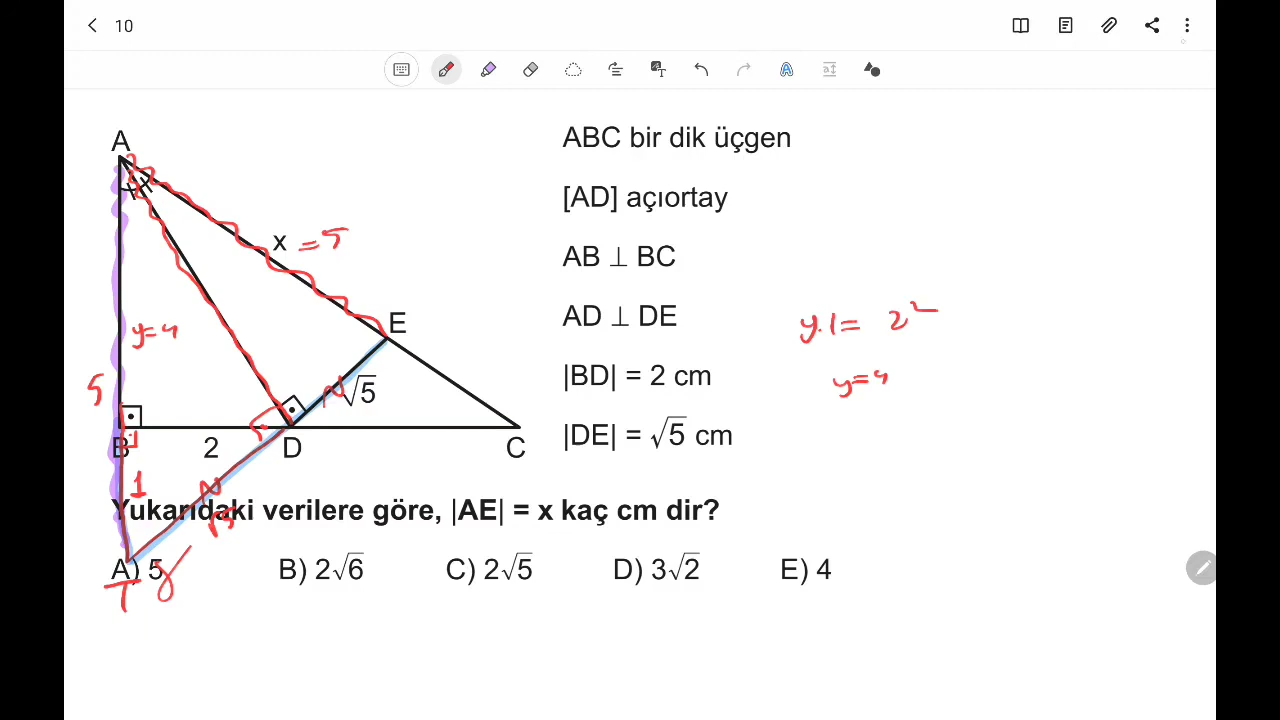 10
A
ABC bir dik üçgen
[AD] açıortay
x = 5
AB ⊥ BC
E
AD ⊥ DE
y.1 = 2²
y=4
5
√5
|BD| = 2 cm
y=4
1
B 2 D C
|DE| = √5 cm
√5
Yukarıdaki verilere göre, |AE| = x kaç cm dir?
A) 5 B) 2√6 C) 2√5 D) 3√2 E) 4
T